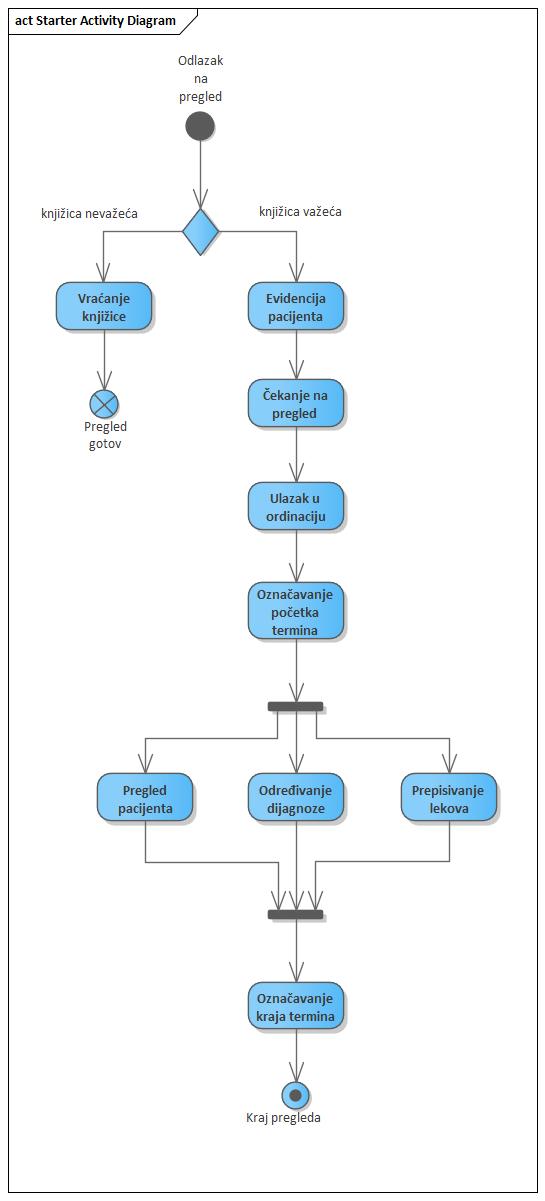 act Starter Activity Diagram
Odlazak
na
pregled
knjižica nevažeća
knjižica važeća
Vraćanje
knjižice
Evidencija
pacijenta
Pregled
gotov
Čekanje na
pregled
Ulazak u
ordinaciju
Označavanje
početka
termina
Pregled
pacijenta
Određivanje
dijagnoze
Prepisivanje
lekova
Označavanje
kraja termina
Kraj pregleda